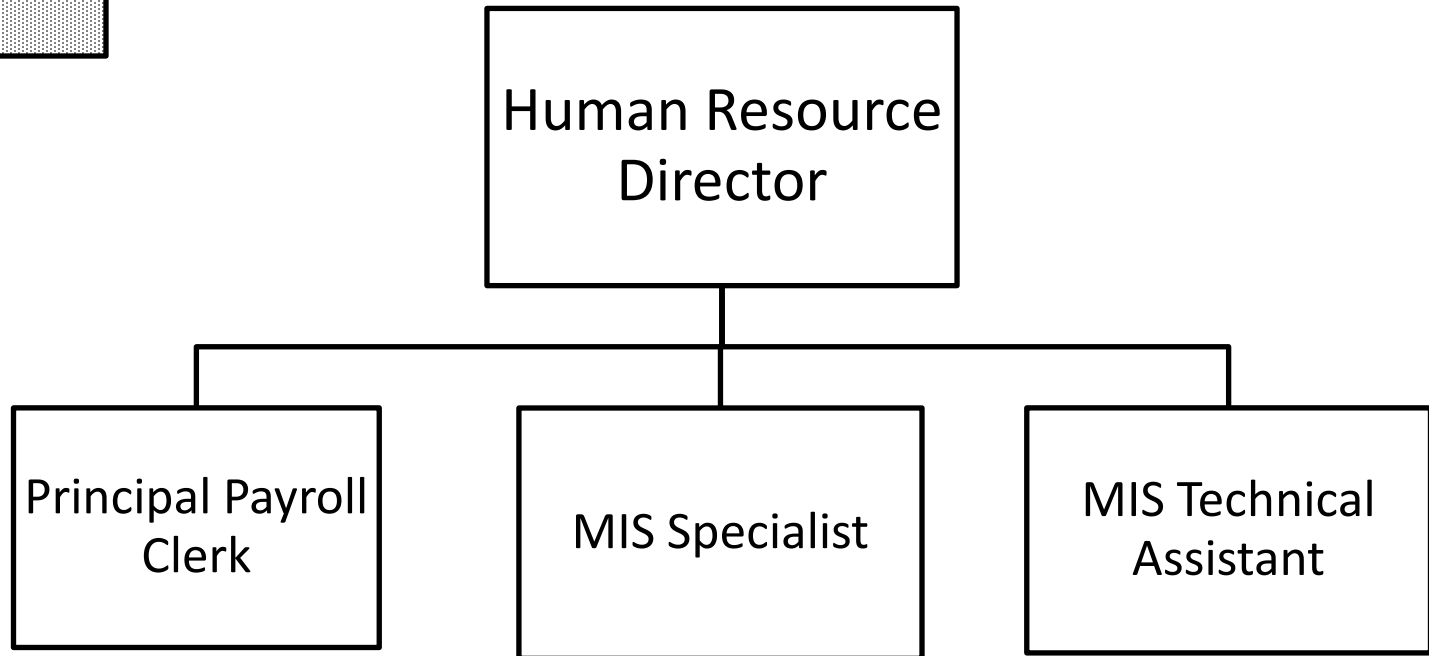 Human Resource
Director
Principal Payroll
Clerk
MIS Specialist
MIS Technical
Assistant